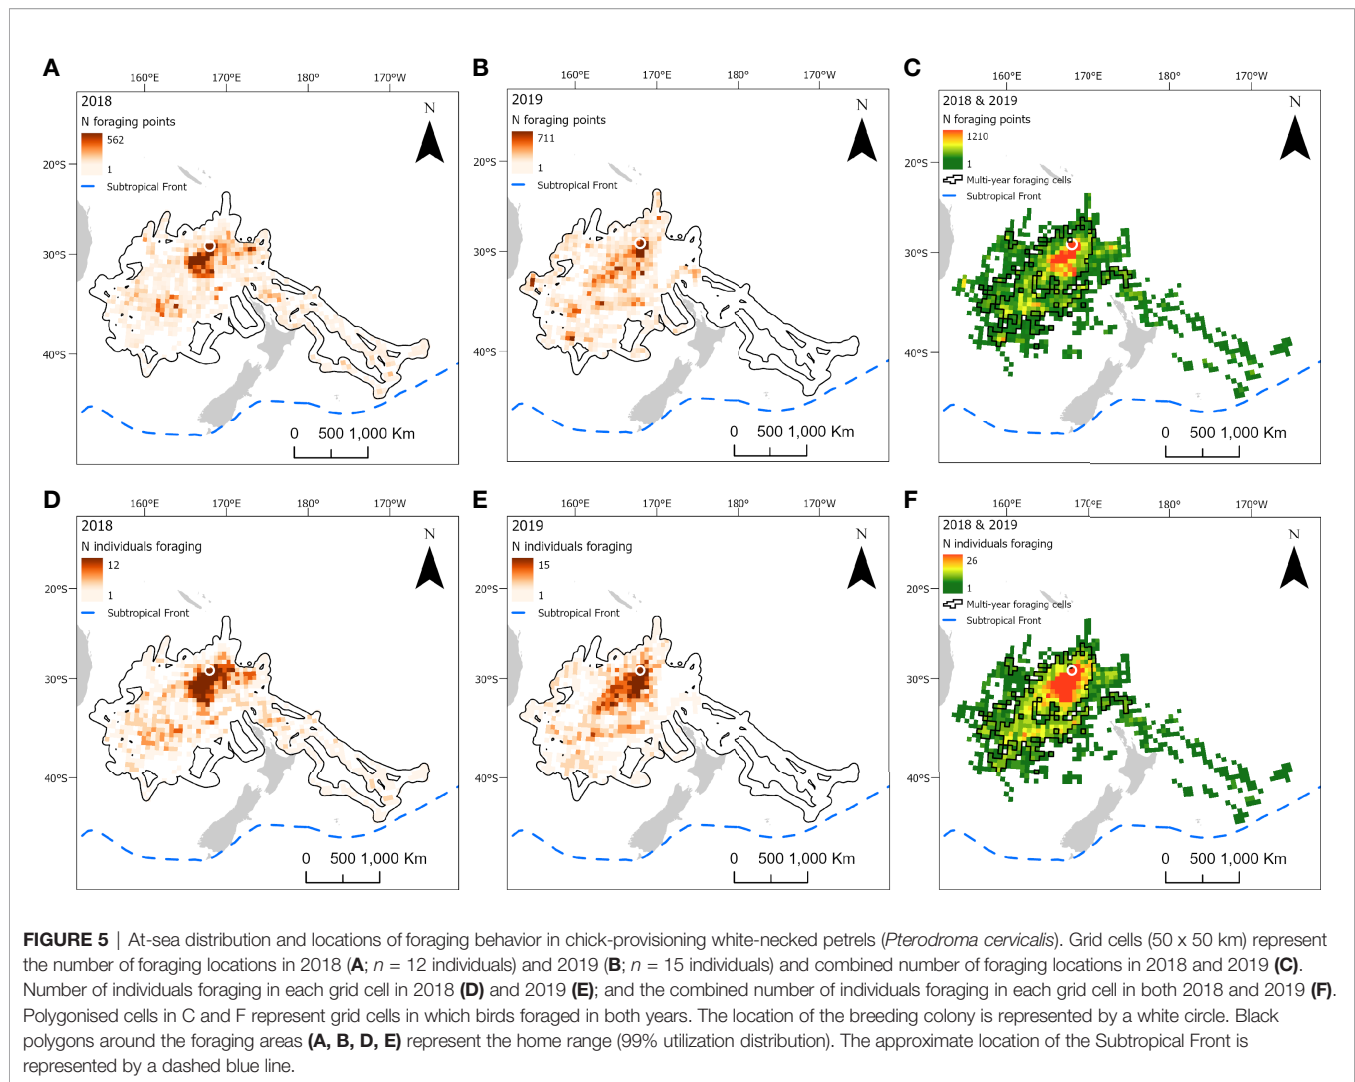 A
160°E 170°E 180° 170°W
2018
N foraging points
562
1
Subtropical Front
N
20°S
30°S
40°S
0 500 1,000 Km
B
160°E 170°E 180° 170°W
2019
N foraging points
711
1
Subtropical Front
N
20°S
30°S
40°S
0 500 1,000 Km
C
160°E 170°E 180° 170°W
2018 & 2019
N foraging points
1210
1
Multi-year foraging cells
Subtropical Front
N
20°S
30°S
40°S
0 500 1,000 Km
D
160°E 170°E 180° 170°W
2018
N individuals foraging
12
1
Subtropical Front
N
20°S
30°S
40°S
0 500 1,000 Km
E
160°E 170°E 180° 170°W
2019
N individuals foraging
15
1
Subtropical Front
N
20°S
30°S
40°S
0 500 1,000 Km
F
160°E 170°E 180° 170°W
2018 & 2019
N individuals foraging
26
1
Multi-year foraging cells
Subtropical Front
N
20°S
30°S
40°S
0 500 1,000 Km
FIGURE 5 | At-sea distribution and locations of foraging behavior in chick-provisioning white-necked petrels (Pterodroma cervicalis). Grid cells (50 x 50 km) represent
the number of foraging locations in 2018 (A; n = 12 individuals) and 2019 (B; n = 15 individuals) and combined number of foraging locations in 2018 and 2019 (C).
Number of individuals foraging in each grid cell in 2018 (D) and 2019 (E); and the combined number of individuals foraging in each grid cell in both 2018 and 2019 (F).
Polygonised cells in C and F represent grid cells in which birds foraged in both years. The location of the breeding colony is represented by a white circle. Black
polygons around the foraging areas (A, B, D, E) represent the home range (99% utilization distribution). The approximate location of the Subtropical Front is
represented by a dashed blue line.